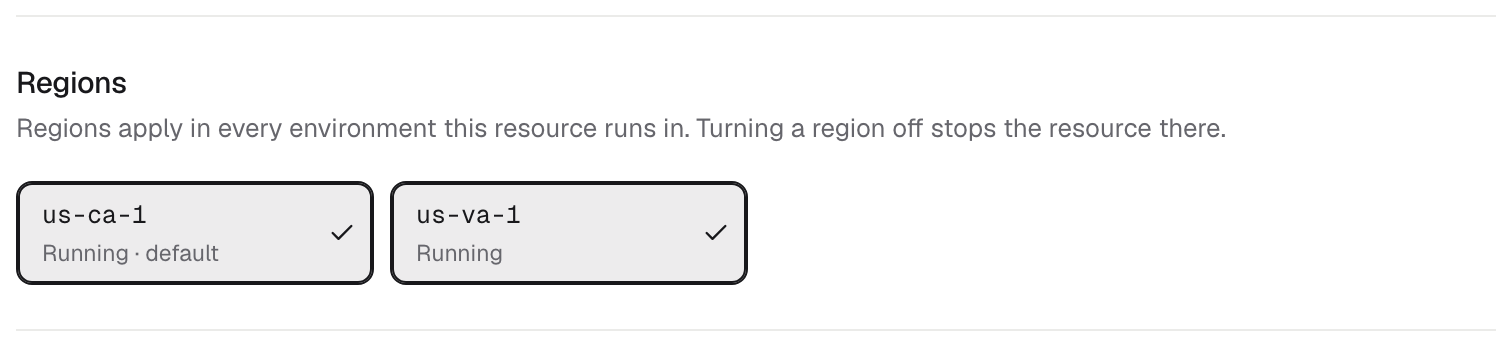 Regions
Regions apply in every environment this resource runs in. Turning a region off stops the resource there.
us-ca-1
Running · default
us-va-1
Running